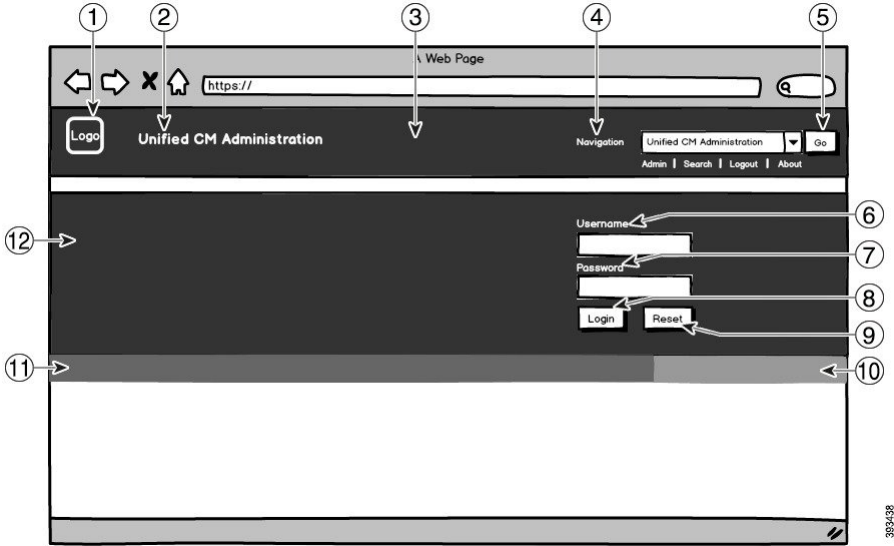 1 2 3 4 5
A Web Page
https://
Logo Unified CM Administration Navigation Unified CM Administration Go
Admin | Search | Logout | About
6
Username
12
7
Password
8
Login Reset
9
11 10
393438